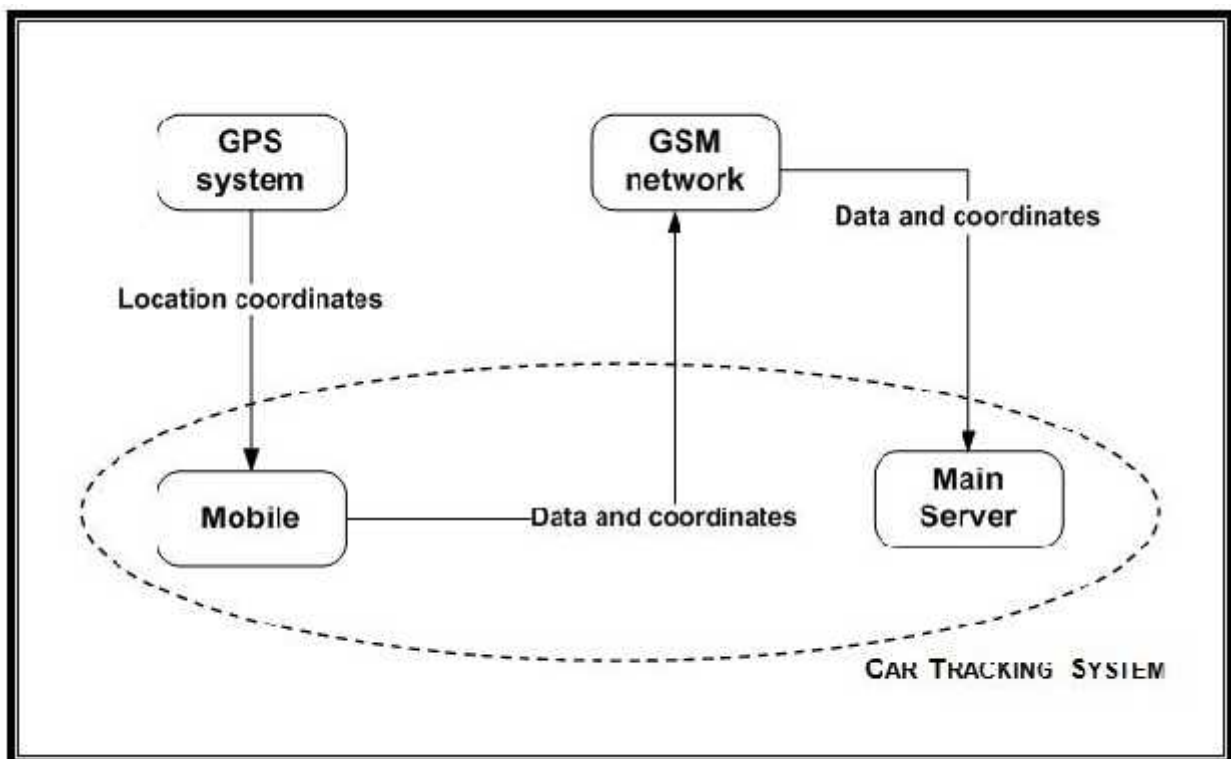 GPS
system
GSM
network
Data and coordinates
Location coordinates
Mobile
Data and coordinates
Main
Server
CAR TRACKING SYSTEM